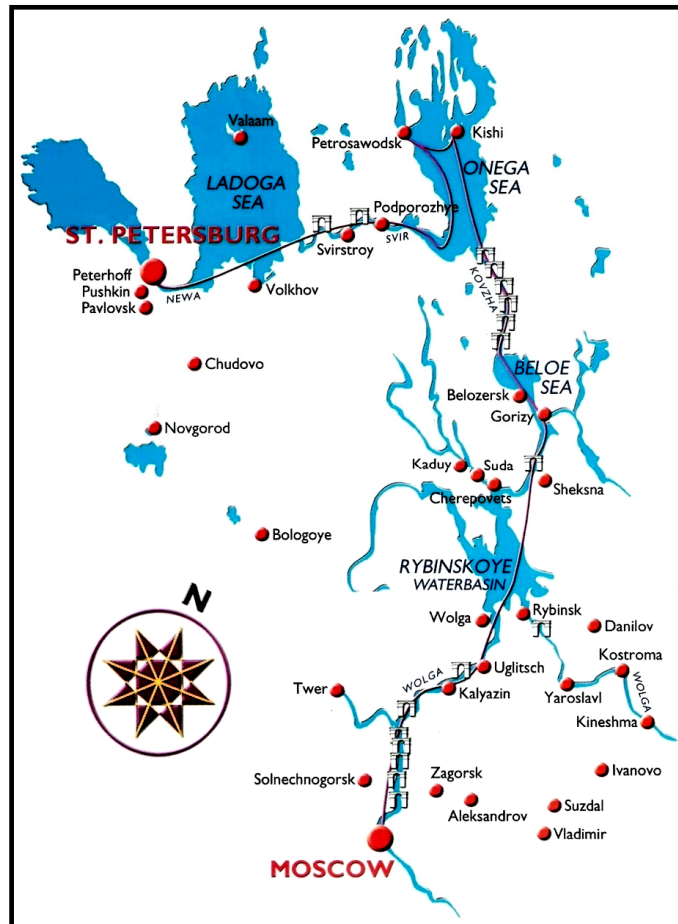 Valaam
Petrosawodsk
Kishi
LADOGA
SEA
ONEGA
SEA
Podporozhye
ST. PETERSBURG
SVIR
Svirstroy
Peterhoff
KOVZHA
Pushkin
NEWA
Volkhov
Pavlovsk
Chudovo
BELOE
SEA
Belozersk
Gorizy
Novgorod
Kaduy
Suda
Cherepovets
Sheksna
Bologoye
RYBINSKOYE
WATERBASIN
N
Wolga
Rybinsk
Danilov
Kostroma
Uglitsch
WOLGA
Twer
Kalyazin
Yaroslavl
WOLGA
Kineshma
Solnechnogorsk
Zagorsk
Ivanovo
Aleksandrov
Suzdal
Vladimir
MOSCOW